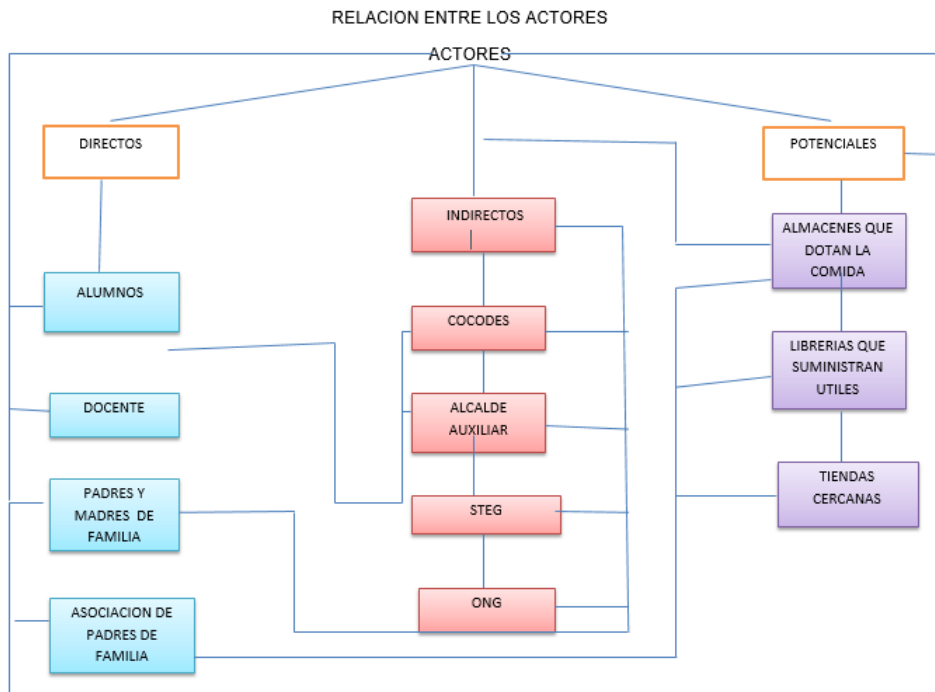 RELACION ENTRE LOS ACTORES
ACTORES
DIRECTOS
ALUMNOS
DOCENTE
PADRES Y
MADRES DE
FAMILIA
ASOCIACION DE
PADRES DE
FAMILIA
INDIRECTOS
COCODES
ALCALDE
AUXILIAR
STEG
ONG
POTENCIALES
ALMACENES QUE
DOTAN LA
COMIDA
LIBRERIAS QUE
SUMINISTRAN
UTILES
TIENDAS
CERCANAS